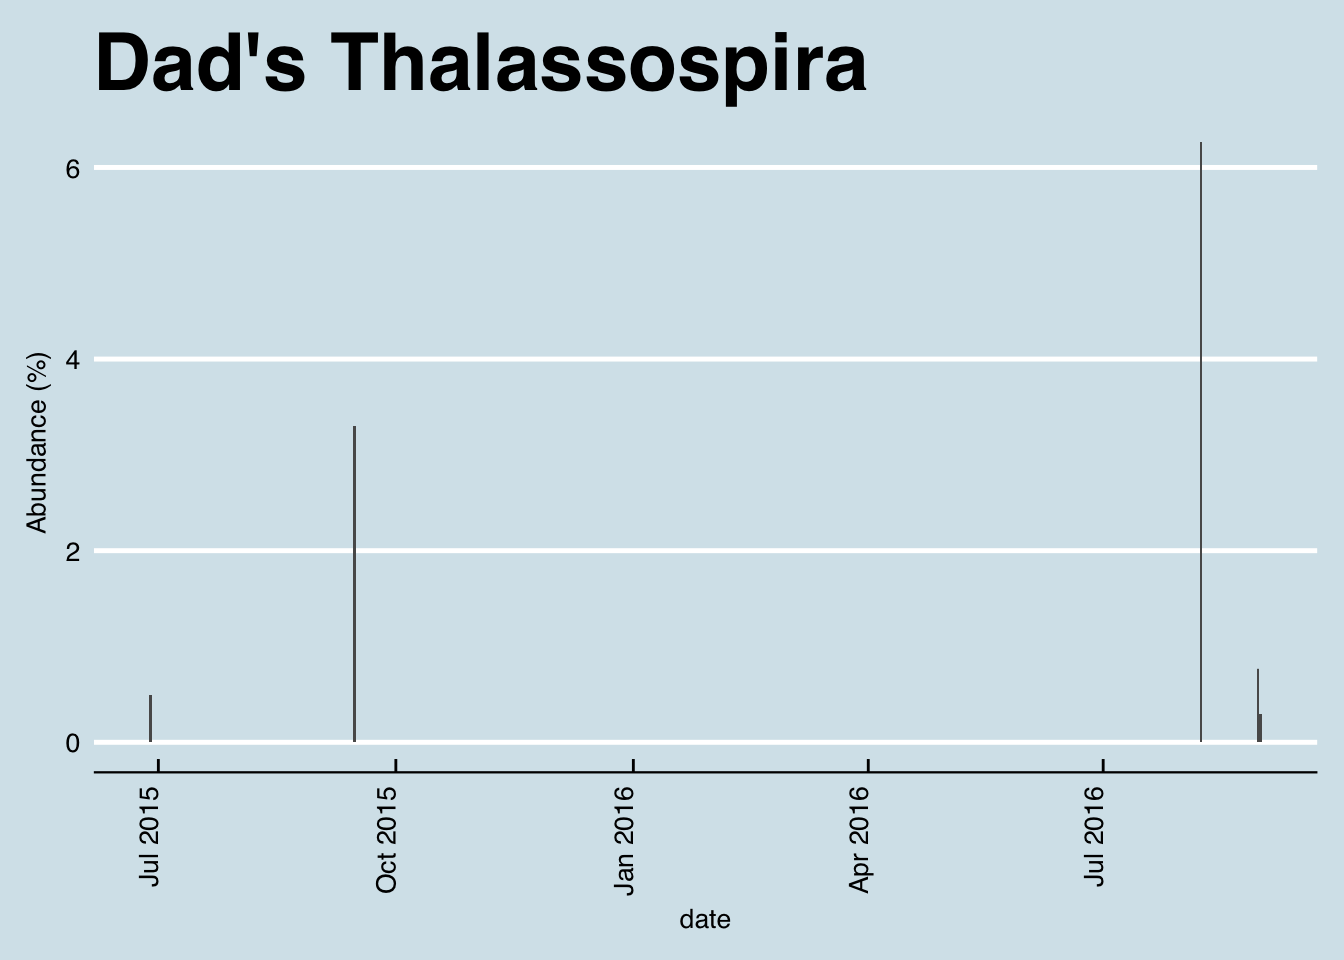 Dad's Thalassospira
Abundance (%)
6
4
2
0
Jul 2015
Oct 2015
Jan 2016
Apr 2016
Jul 2016
date